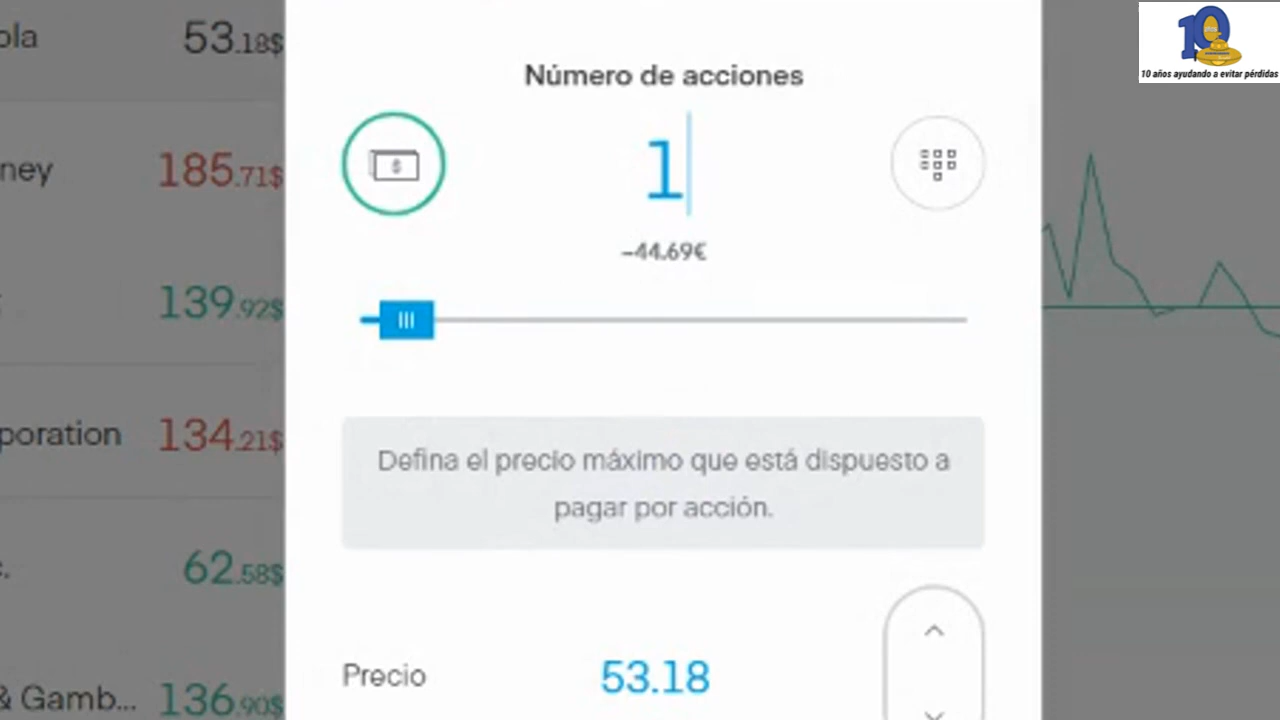 ola 53.18$
10
10 años ayudando a evitar pérdidas
Número de acciones
1
$
-44.69€
ney 185.71$
139.92$
poration 134.21$
Defina el precio máximo que está dispuesto a
pagar por acción.
62.58$
Precio 53.18
& Gamb... 136.90$